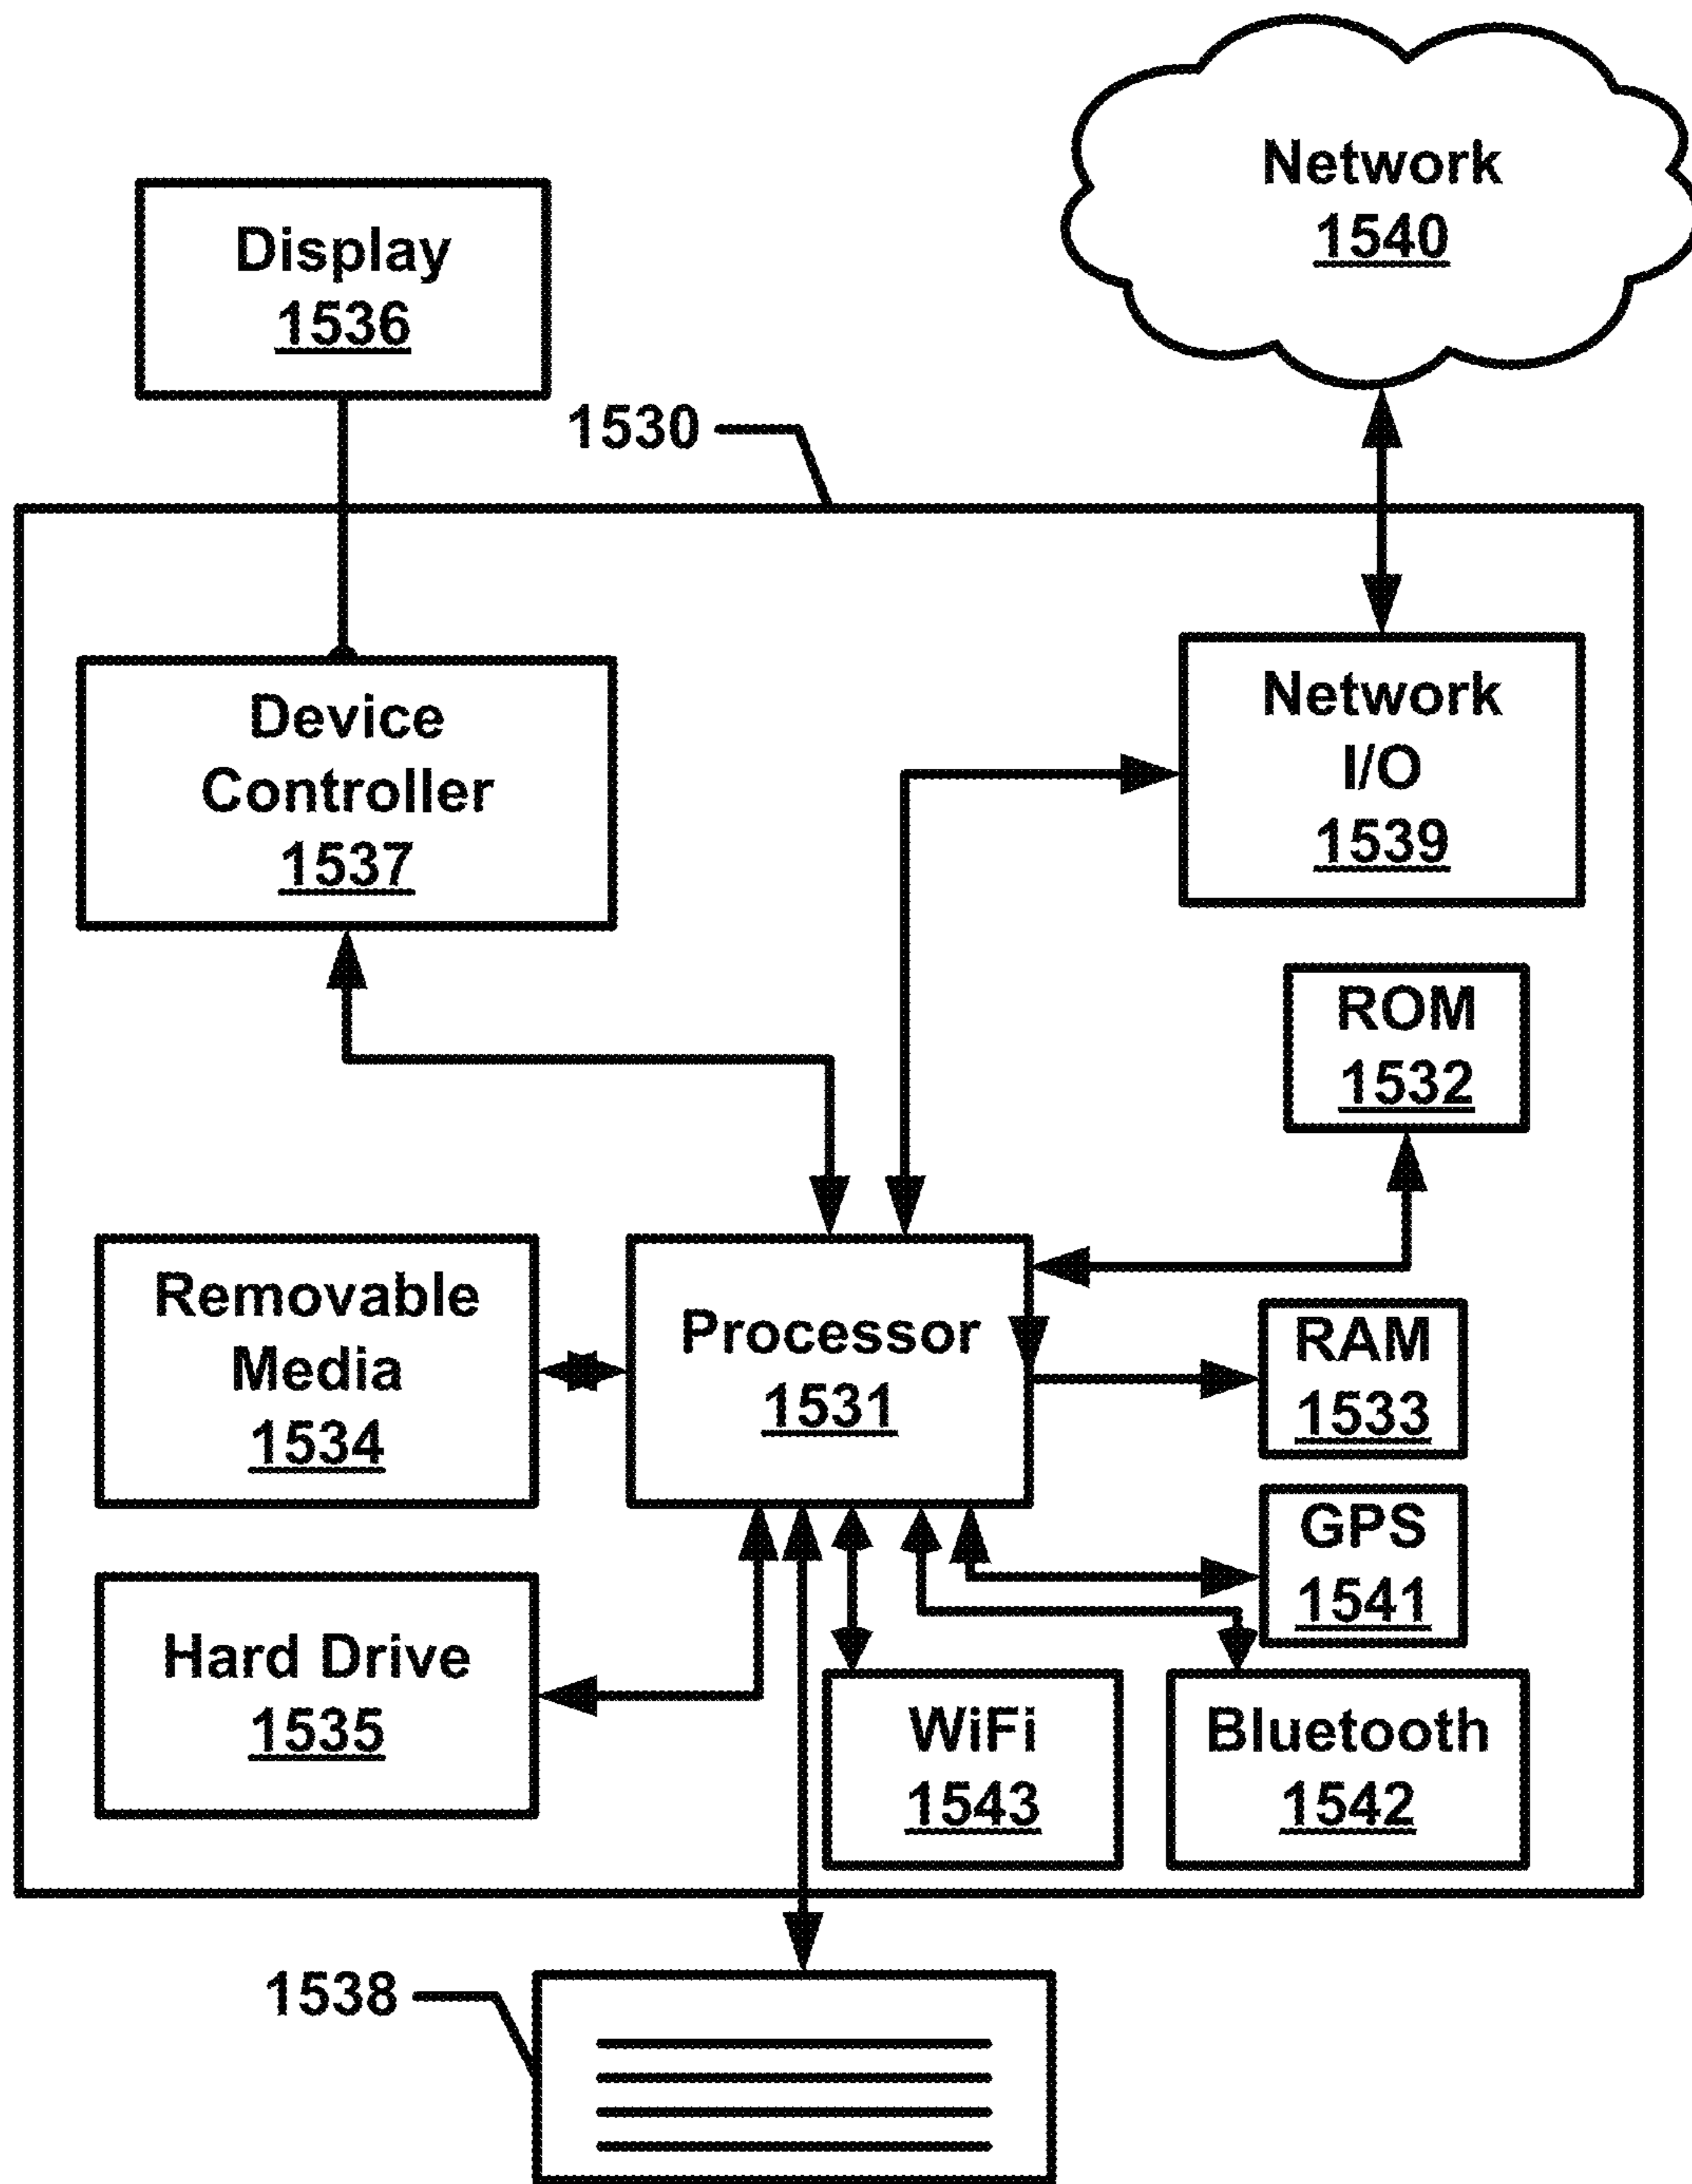 Network
1540
Display
1536
1530
Device
Controller
1537
Network
I/O
1539
ROM
1532
Removable
Media
1534
Processor
1531
RAM
1533
GPS
1541
Hard Drive
1535
WiFi
1543
Bluetooth
1542
1538